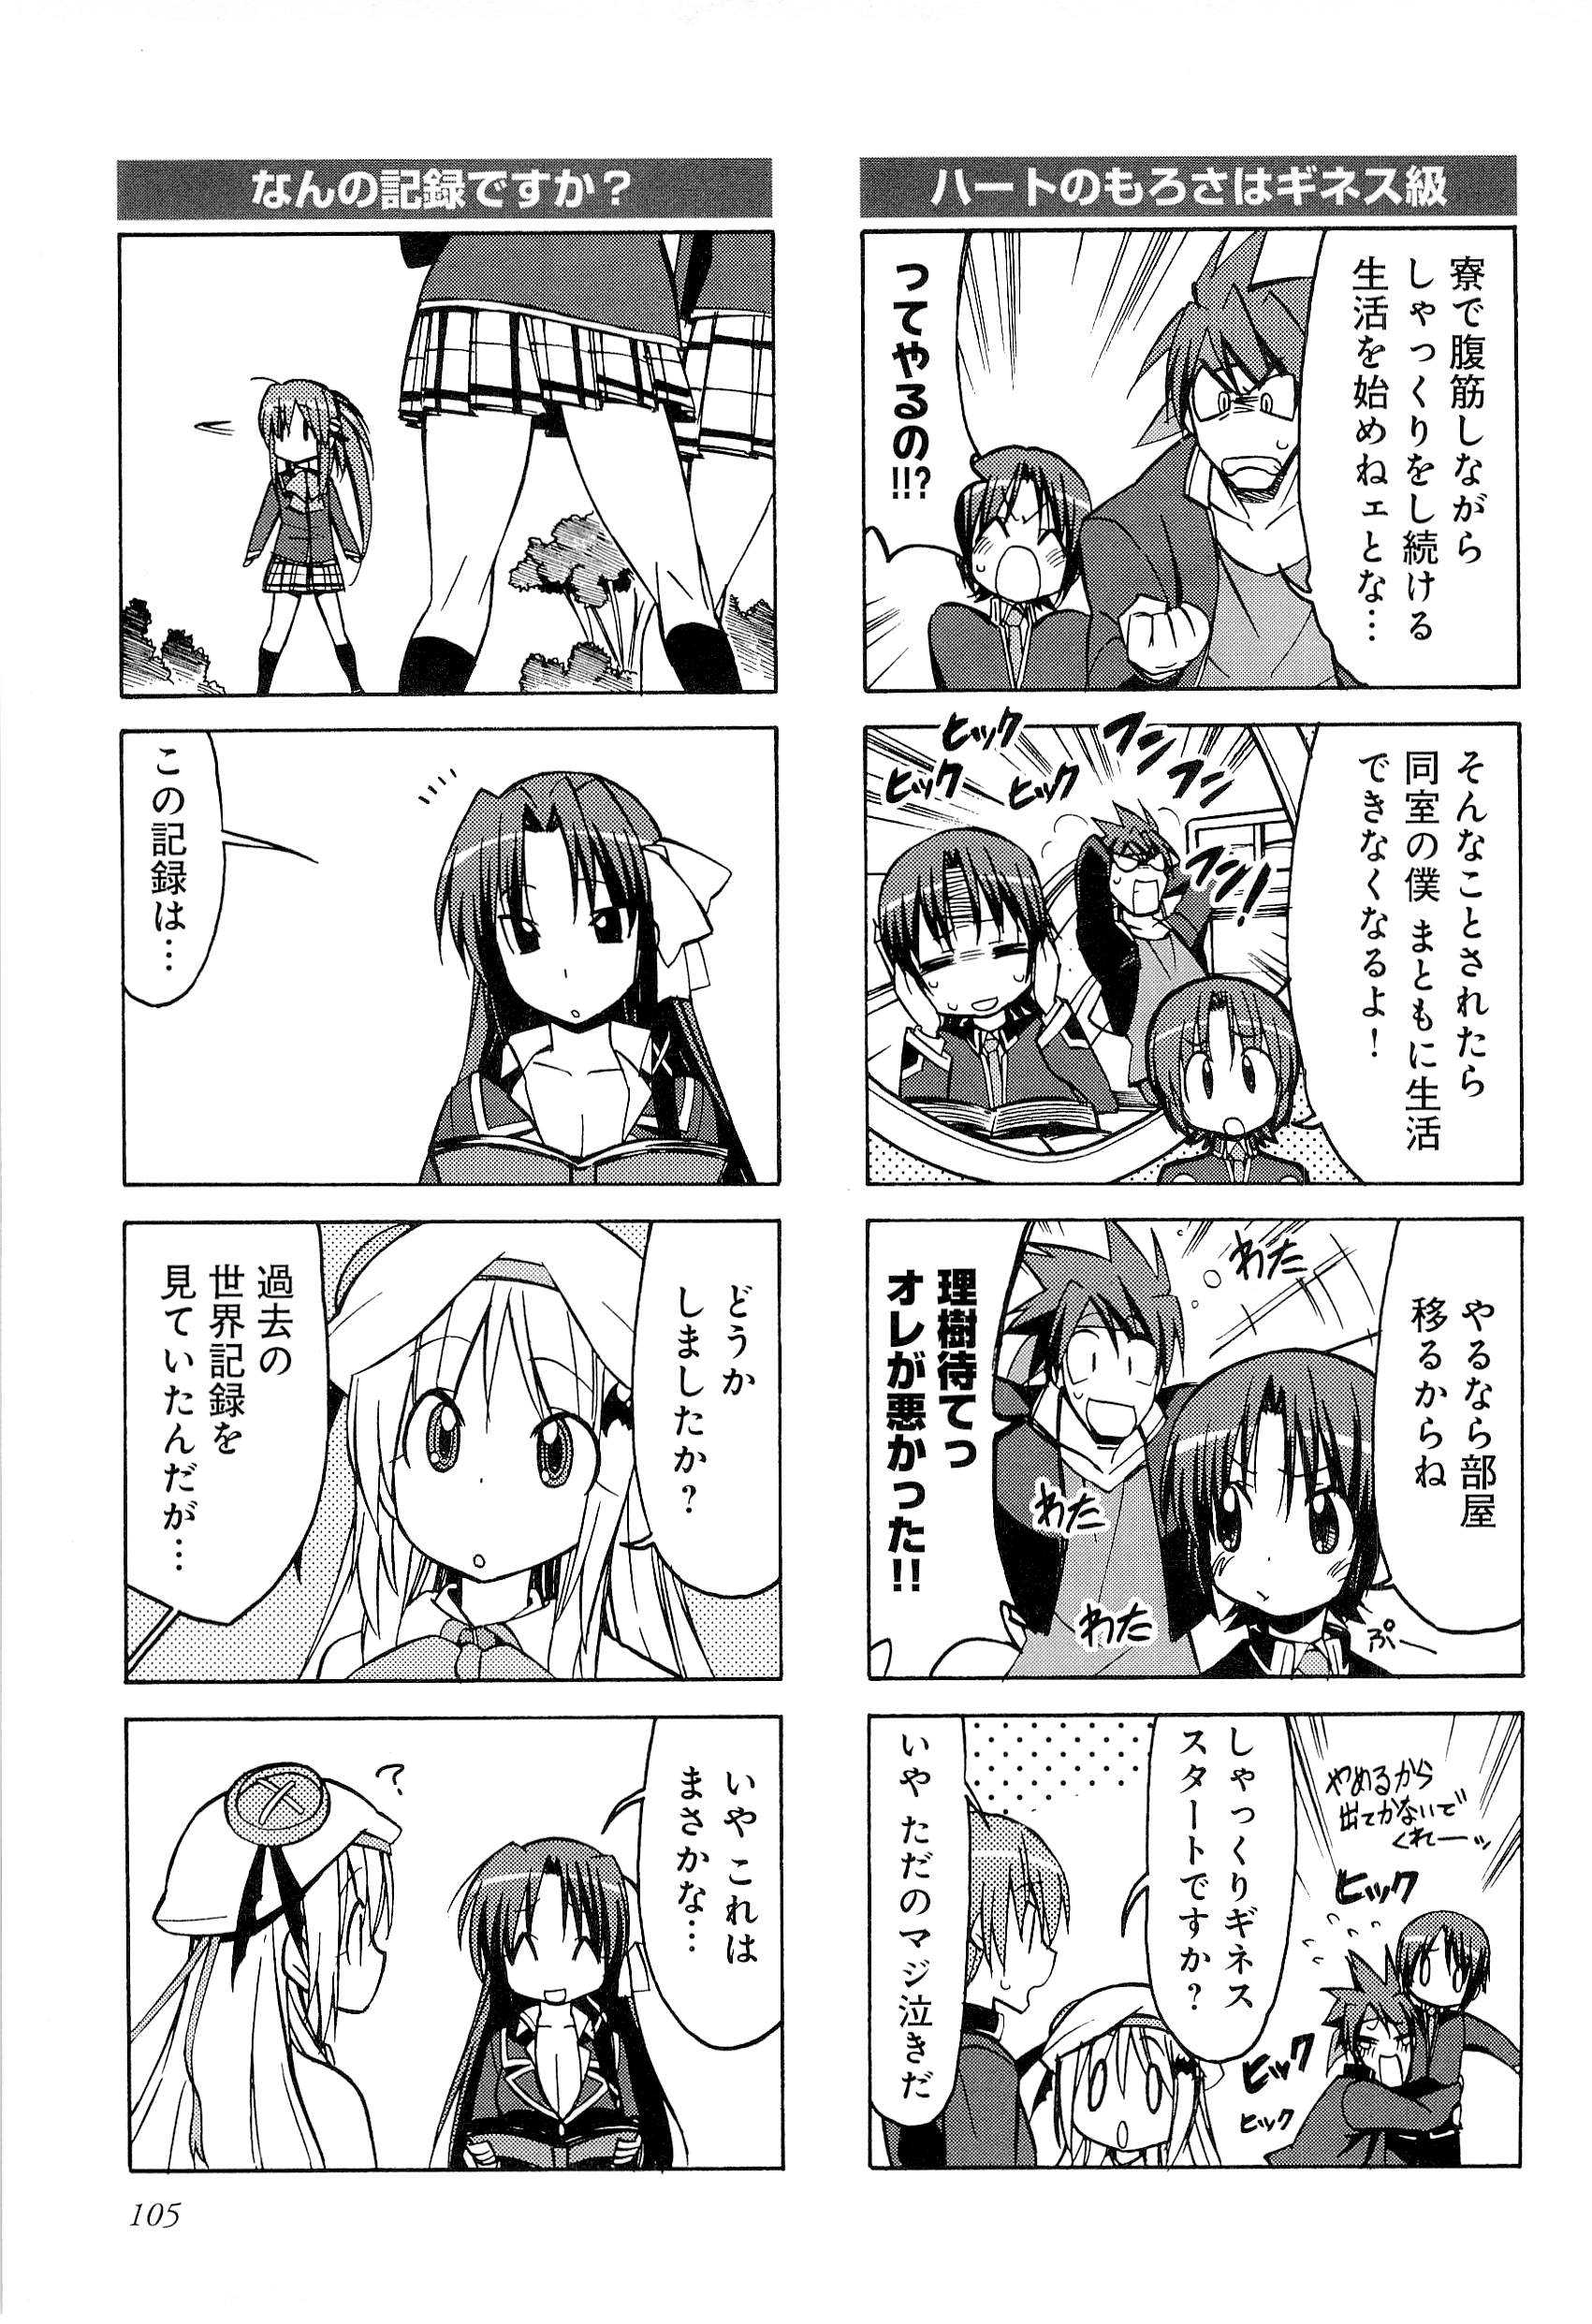 ハートのもろさはギネス級
寮で腹筋しながら
しゃっくりをし続ける
生活を始めねェとな…
ってやるの!!?
そんなことされたら
同室の僕 まともに生活
できなくなるよ!
フン
フン
フン!
ヒック
ヒック
ヒック
やるなら部屋
移るからね
ぷー
わた
わた
わた
理樹待てっ
オレが悪かった!!
やめるから
出てかないで
くれーーッ
ヒック
ヒック
ヒック
しゃっくりギネス
スタートですか?
いや ただのマジ泣きだ
なんの記録ですか?
この記録は…
どうか
しましたか?
過去の
世界記録を
見ていたんだが…
いや これは
まさかな…
?
105